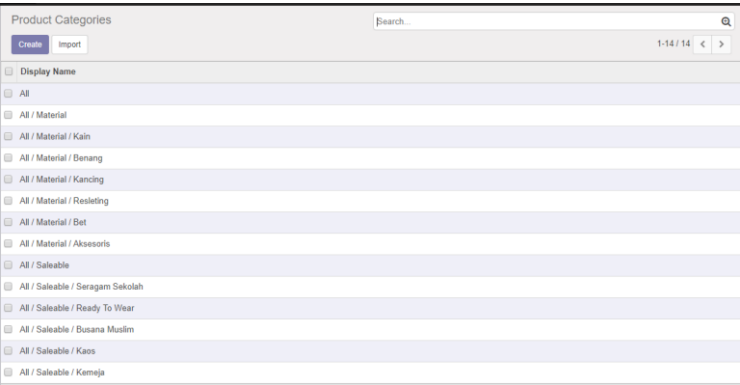 Product Categories
Search...
Create Import
1-14 / 14
Display Name
All
All / Material
All / Material / Kain
All / Material / Benang
All / Material / Kancing
All / Material / Resleting
All / Material / Bet
All / Material / Aksesoris
All / Saleable
All / Saleable / Seragam Sekolah
All / Saleable / Ready To Wear
All / Saleable / Busana Muslim
All / Saleable / Kaos
All / Saleable / Kemeja